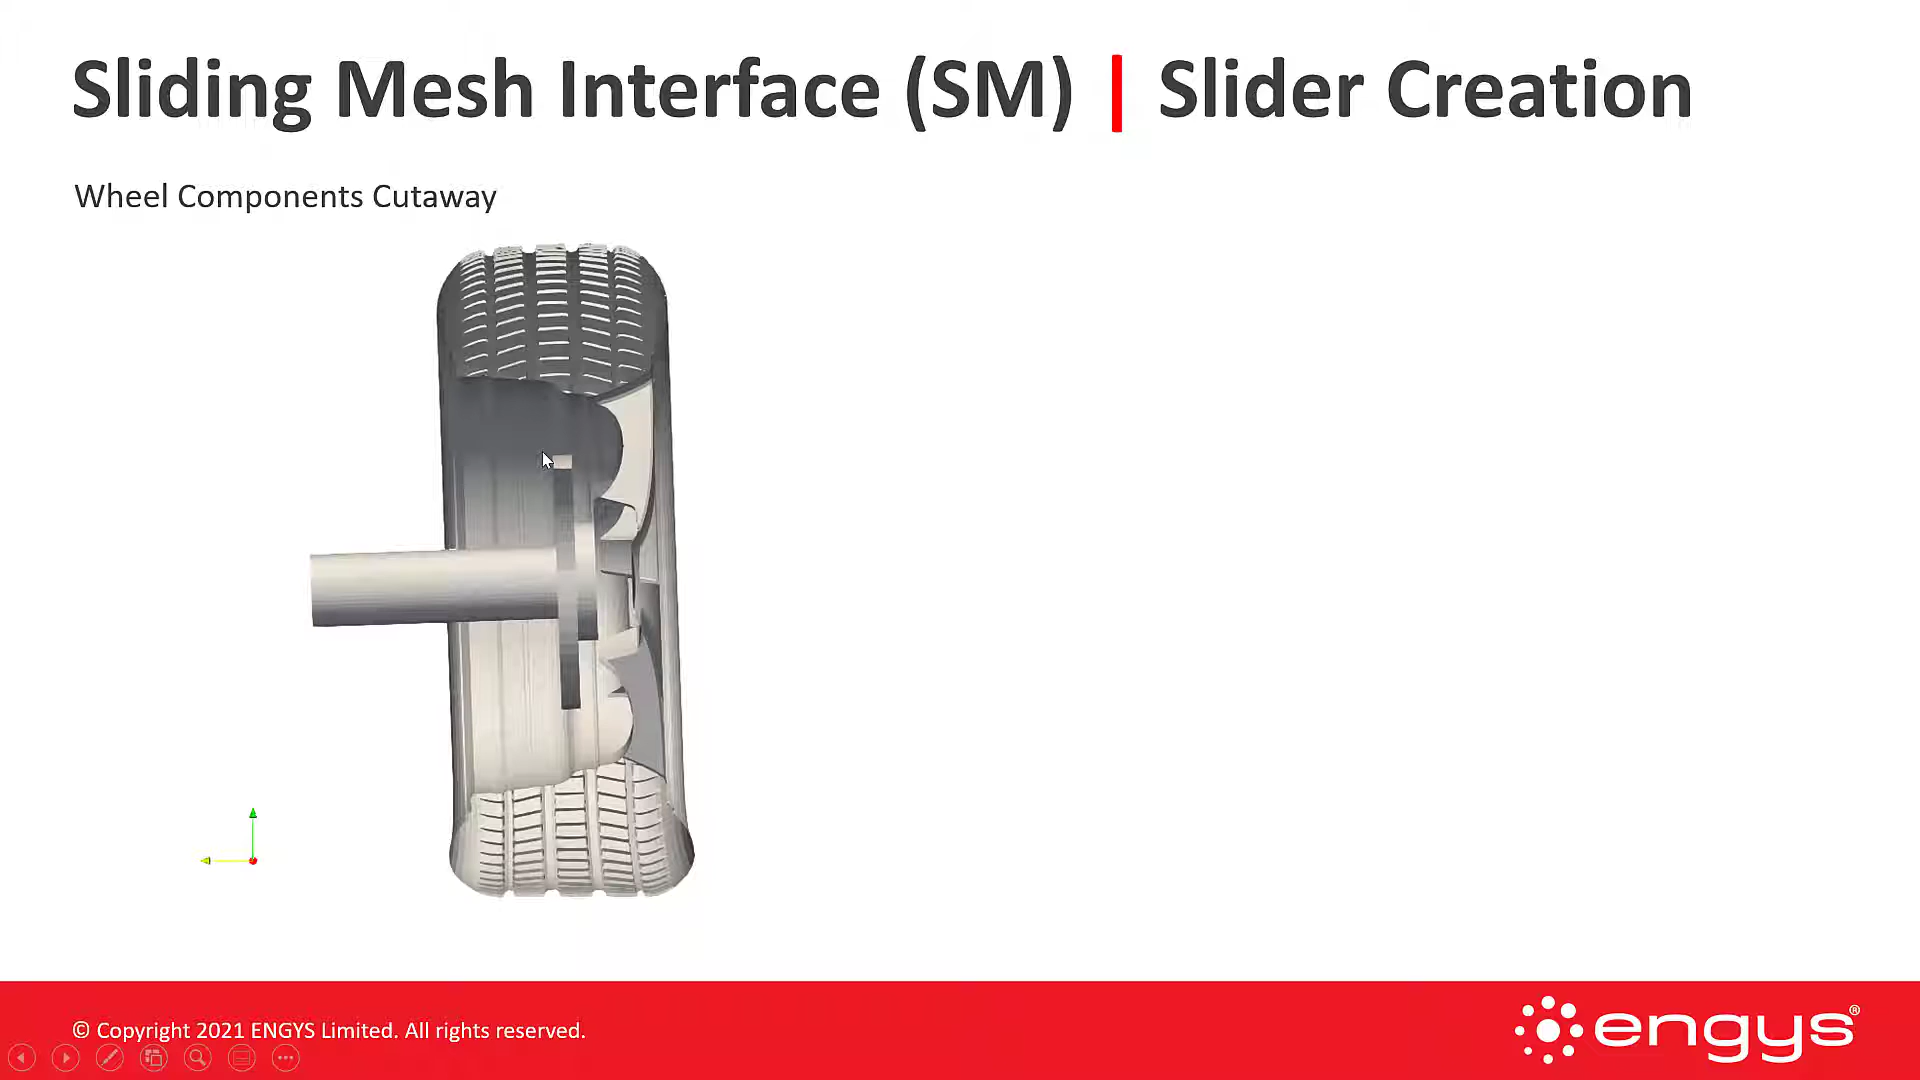 Sliding Mesh Interface (SM) | Slider Creation
Wheel Components Cutaway
© Copyright 2021 ENGYS Limited. All rights reserved.
engys®